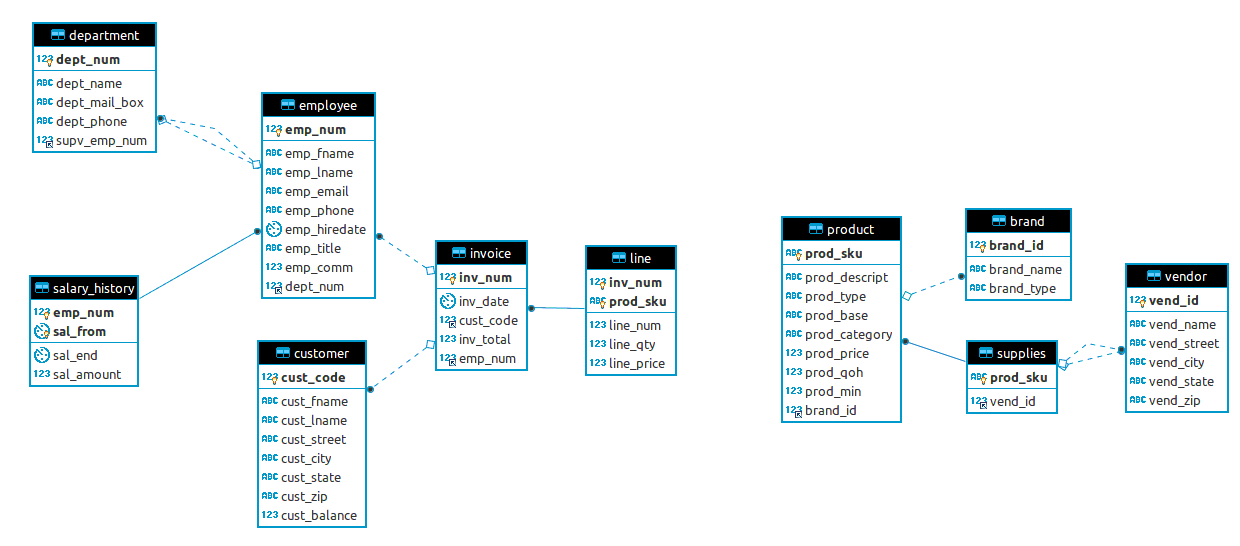 department
123 dept_num
ABC dept_name
ABC dept_mail_box
ABC dept_phone
123 supv_emp_num
employee
123 emp_num
ABC emp_fname
ABC emp_lname
ABC emp_email
ABC emp_phone
emp_hiredate
ABC emp_title
123 emp_comm
123 dept_num
salary_history
123 emp_num
sal_from
sal_end
123 sal_amount
customer
123 cust_code
ABC cust_fname
ABC cust_lname
ABC cust_street
ABC cust_city
ABC cust_state
ABC cust_zip
123 cust_balance
invoice
123 inv_num
inv_date
123 cust_code
123 inv_total
123 emp_num
line
123 inv_num
ABC prod_sku
123 line_num
123 line_qty
123 line_price
product
ABC prod_sku
ABC prod_descript
ABC prod_type
ABC prod_base
ABC prod_category
123 prod_price
123 prod_qoh
123 prod_min
123 brand_id
brand
123 brand_id
ABC brand_name
ABC brand_type
supplies
ABC prod_sku
123 vend_id
vendor
123 vend_id
ABC vend_name
ABC vend_street
ABC vend_city
ABC vend_state
ABC vend_zip